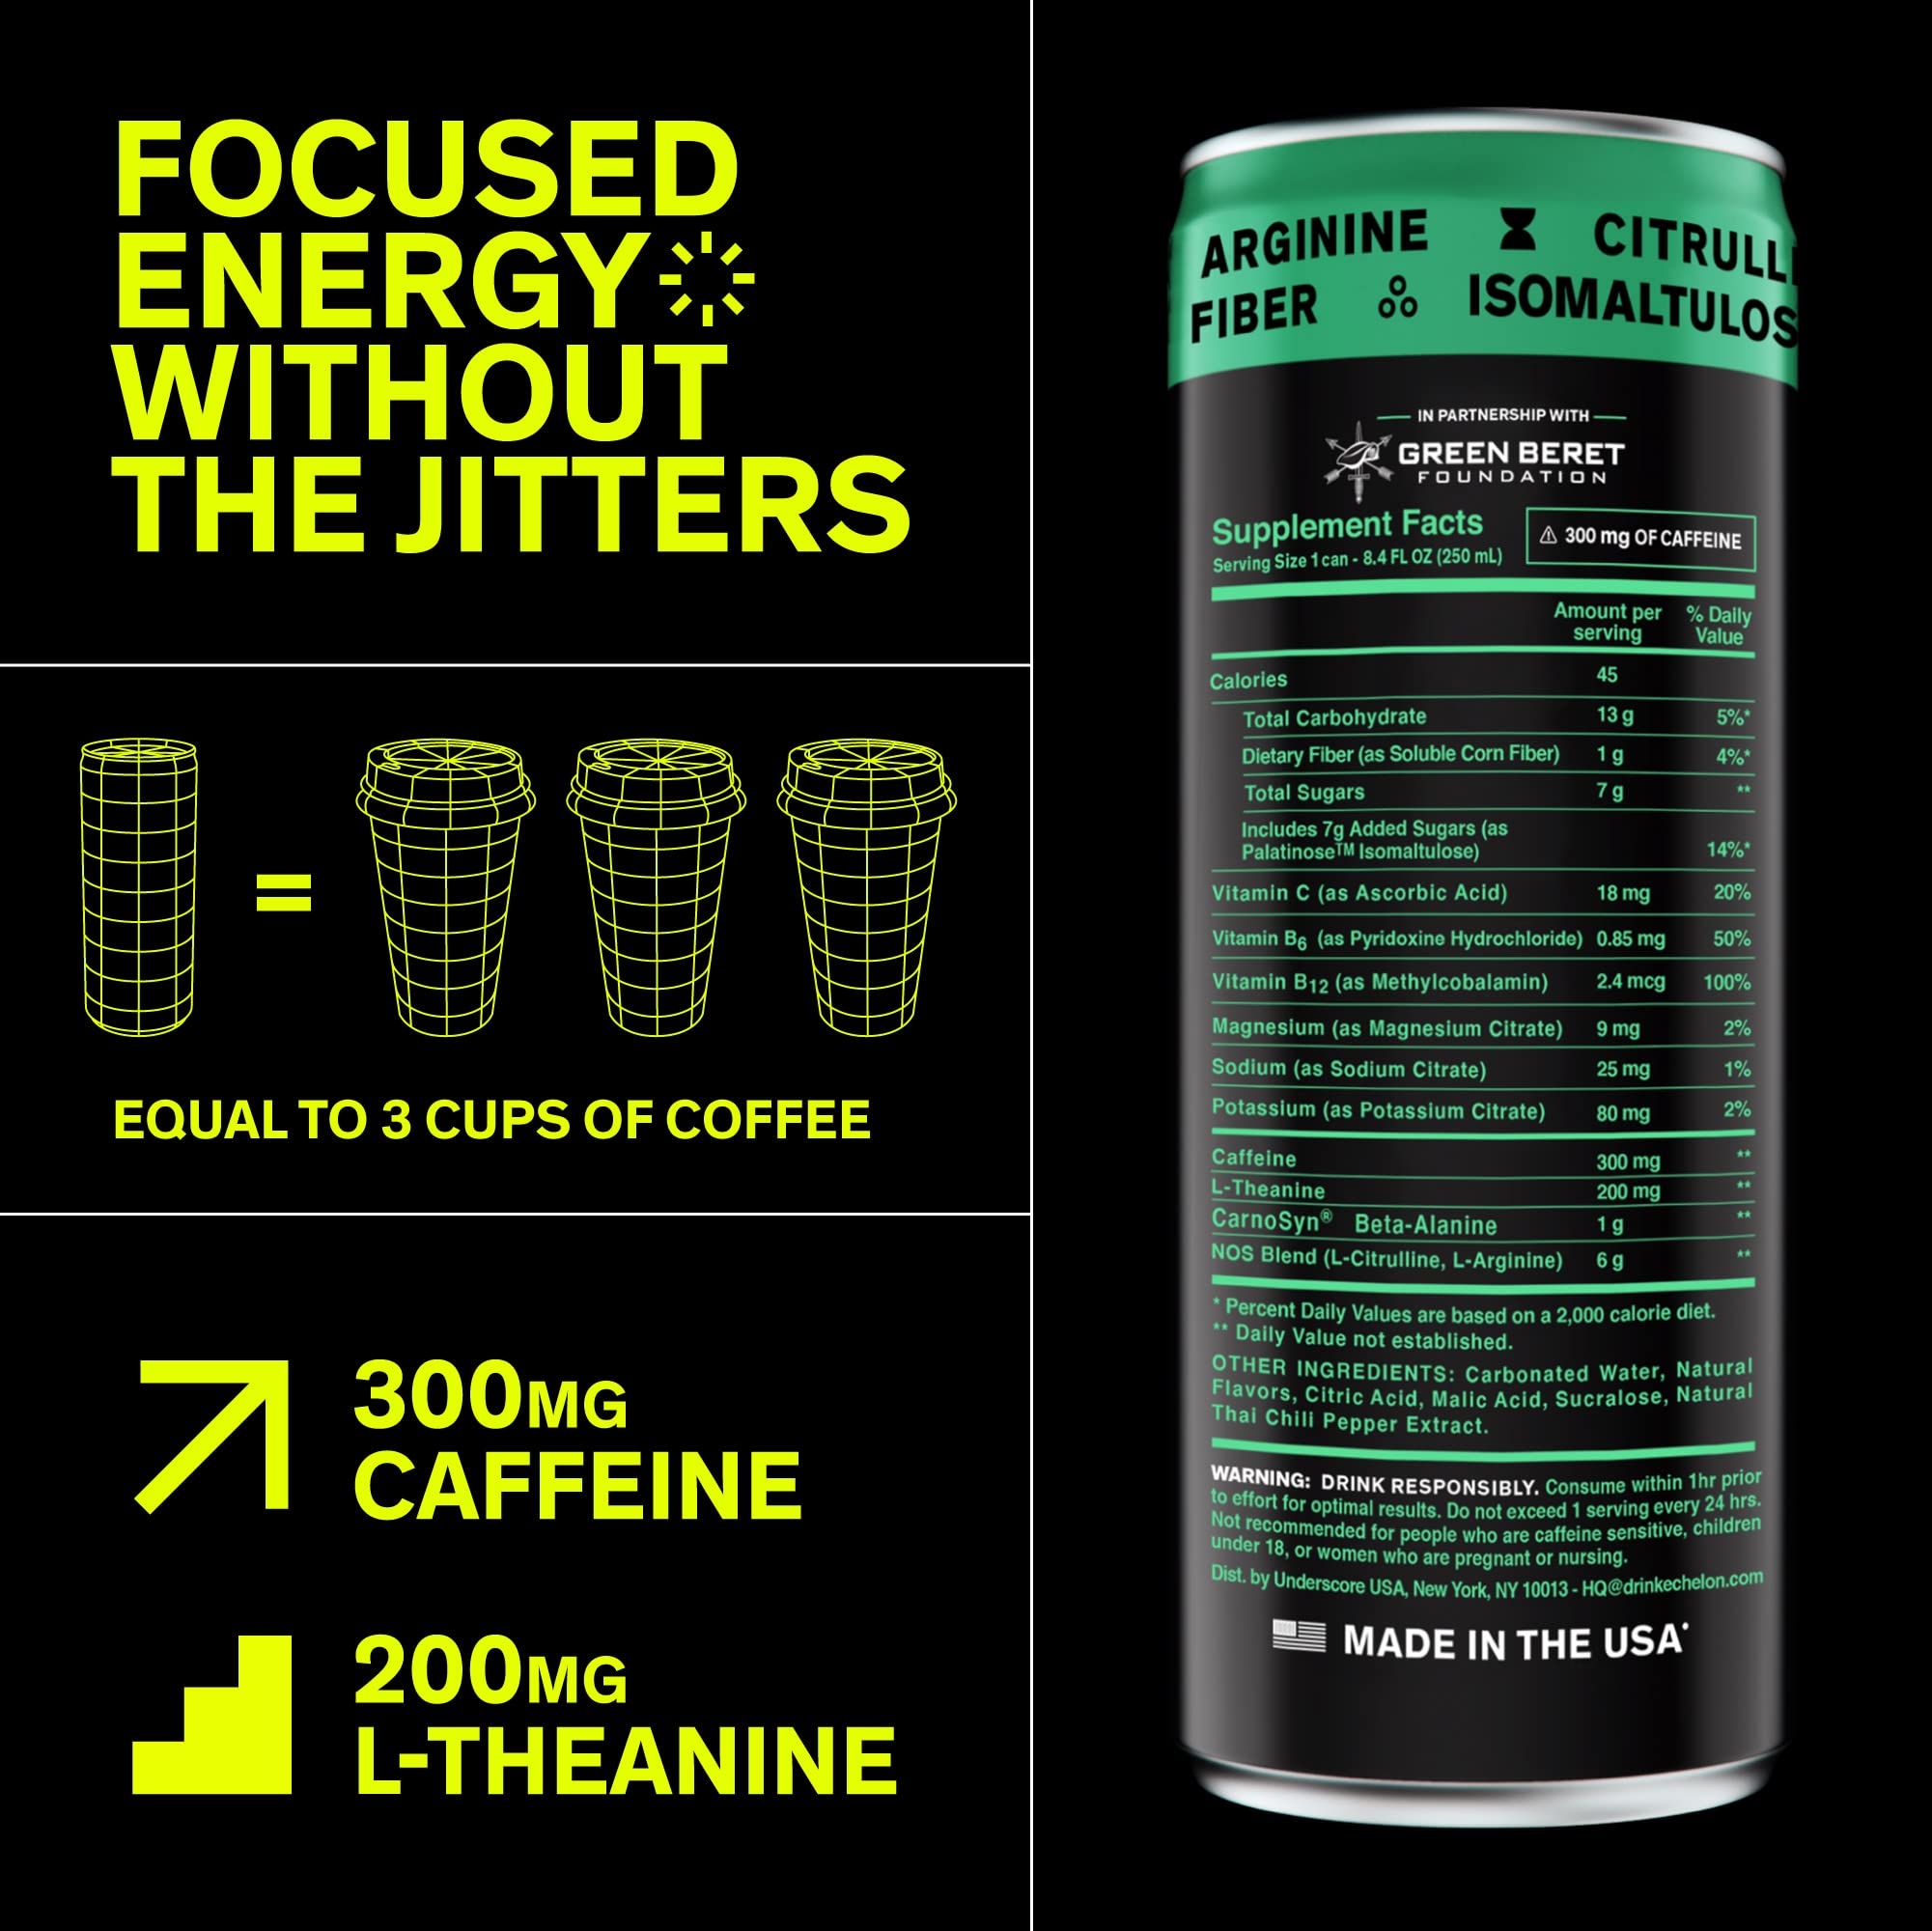 FOCUSED
ENERGY
WITHOUT
THE JITTERS
=
EQUAL TO 3 CUPS OF COFFEE
300MG
CAFFEINE
200MG
L-THEANINE
ARGININE CITRULLI
FIBER ISOMALTULOS
IN PARTNERSHIP WITH
GREEN BERET
FOUNDATION
Supplement Facts
Serving Size 1 can - 8.4 FL OZ (250 mL)
⚠ 300 mg OF CAFFEINE
Amount per serving % Daily Value
Calories 45
Total Carbohydrate 13 g 5%*
Dietary Fiber (as Soluble Corn Fiber) 1 g 4%*
Total Sugars 7 g **
Includes 7g Added Sugars (as
Palatinose™ Isomaltulose) 14%*
Vitamin C (as Ascorbic Acid) 18 mg 20%
Vitamin B6 (as Pyridoxine Hydrochloride) 0.85 mg 50%
Vitamin B12 (as Methylcobalamin) 2.4 mcg 100%
Magnesium (as Magnesium Citrate) 9 mg 2%
Sodium (as Sodium Citrate) 25 mg 1%
Potassium (as Potassium Citrate) 80 mg 2%
Caffeine 300 mg **
L-Theanine 200 mg **
CarnoSyn® Beta-Alanine 1 g **
NOS Blend (L-Citrulline, L-Arginine) 6 g **
* Percent Daily Values are based on a 2,000 calorie diet.
** Daily Value not established.
OTHER INGREDIENTS: Carbonated Water, Natural
Flavors, Citric Acid, Malic Acid, Sucralose, Natural
Thai Chili Pepper Extract.
WARNING: DRINK RESPONSIBLY. Consume within 1hr prior
to effort for optimal results. Do not exceed 1 serving every 24 hrs.
Not recommended for people who are caffeine sensitive, children
under 18, or women who are pregnant or nursing.
Dist. by Underscore USA, New York, NY 10013 - HQ@drinkechelon.com
MADE IN THE USA*